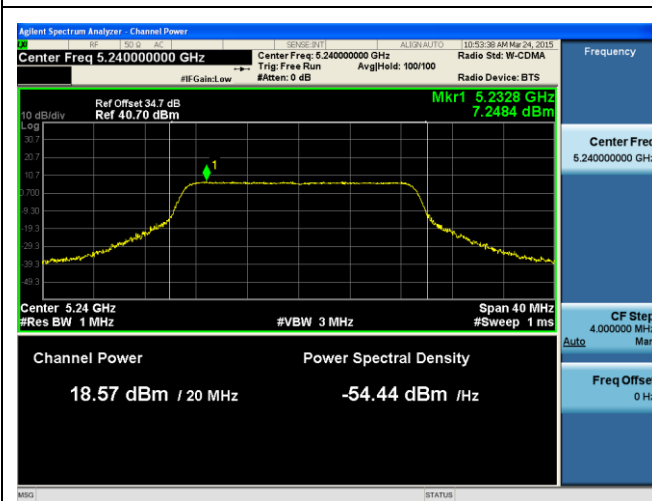 Agilent Spectrum Analyzer - Channel Power
RF 50 Ω AC SENSE:INT ALIGN AUTO 10:53:38 AM Mar 24, 2015
Center Freq 5.240000000 GHz
Center Freq: 5.240000000 GHz
Radio Std: W-CDMA
Trig: Free Run Avg|Hold: 100/100
#IFGain:Low #Atten: 0 dB Radio Device: BTS
Frequency
Ref Offset 34.7 dB
Mkr1 5.2328 GHz
10 dB/div Ref 40.70 dBm
7.2484 dBm
Log
30.7
20.7
10.7
0.700
-9.30
-19.3
-29.3
-39.3
-49.3
1
Center 5.24 GHz Span 40 MHz
#Res BW 1 MHz #VBW 3 MHz #Sweep 1 ms
Channel Power Power Spectral Density
18.57 dBm / 20 MHz -54.44 dBm /Hz
Center Freq
5.240000000 GHz
CF Step
4.000000 MHz
Auto Man
Freq Offset
0 Hz
MSG STATUS